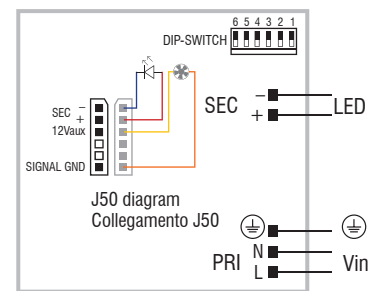 6 5 4 3 2 1
DIP-SWITCH
SEC -
+
12Vaux
SIGNAL GND
J50 diagram
Collegamento J50
SEC - LED
+
PRI N Vin
L